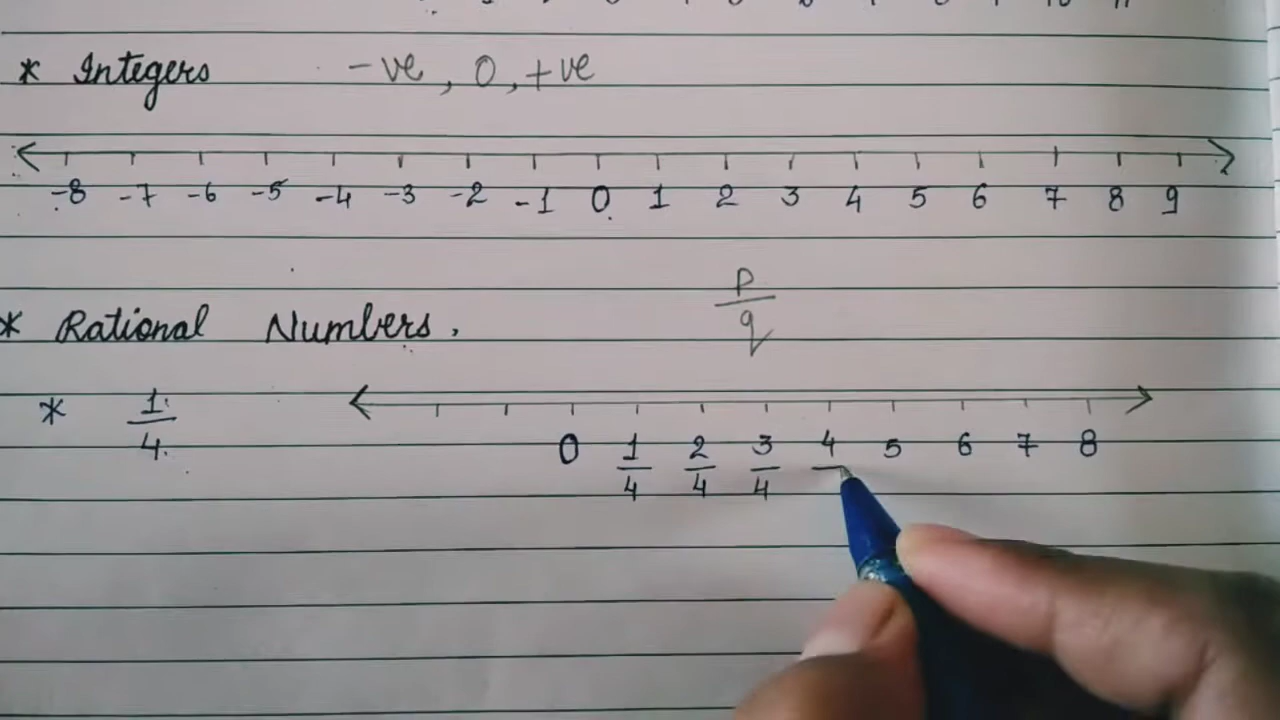 * Integers -ve, 0, +ve
-8 -7 -6 -5 -4 -3 -2 -1 0 1 2 3 4 5 6 7 8 9
p/q
* Rational Numbers.
* 1/4
0 1/4 2/4 3/4 4 5 6 7 8